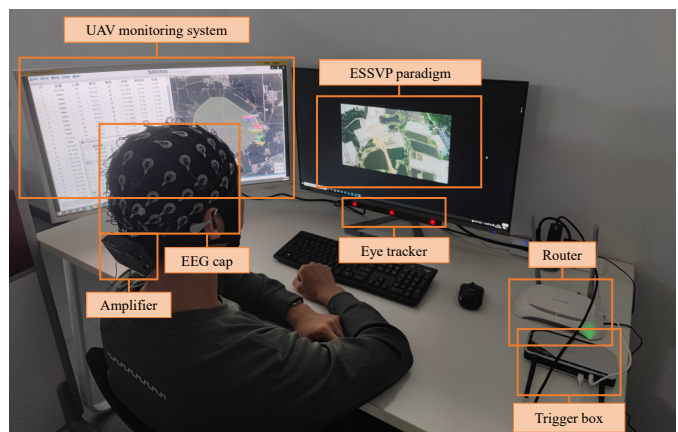 UAV monitoring system
ESSVP paradigm
Eye tracker
EEG cap
Router
Amplifier
Trigger box